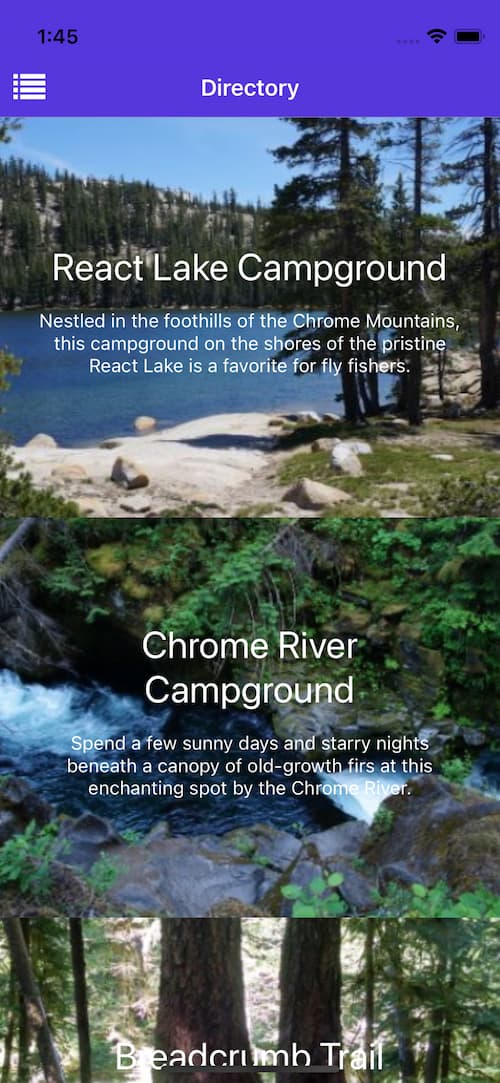 1:45
Directory
React Lake Campground
Nestled in the foothills of the Chrome Mountains,
this campground on the shores of the pristine
React Lake is a favorite for fly fishers.
Chrome River
Campground
Spend a few sunny days and starry nights
beneath a canopy of old-growth firs at this
enchanting spot by the Chrome River.
Breadcrumb Trail